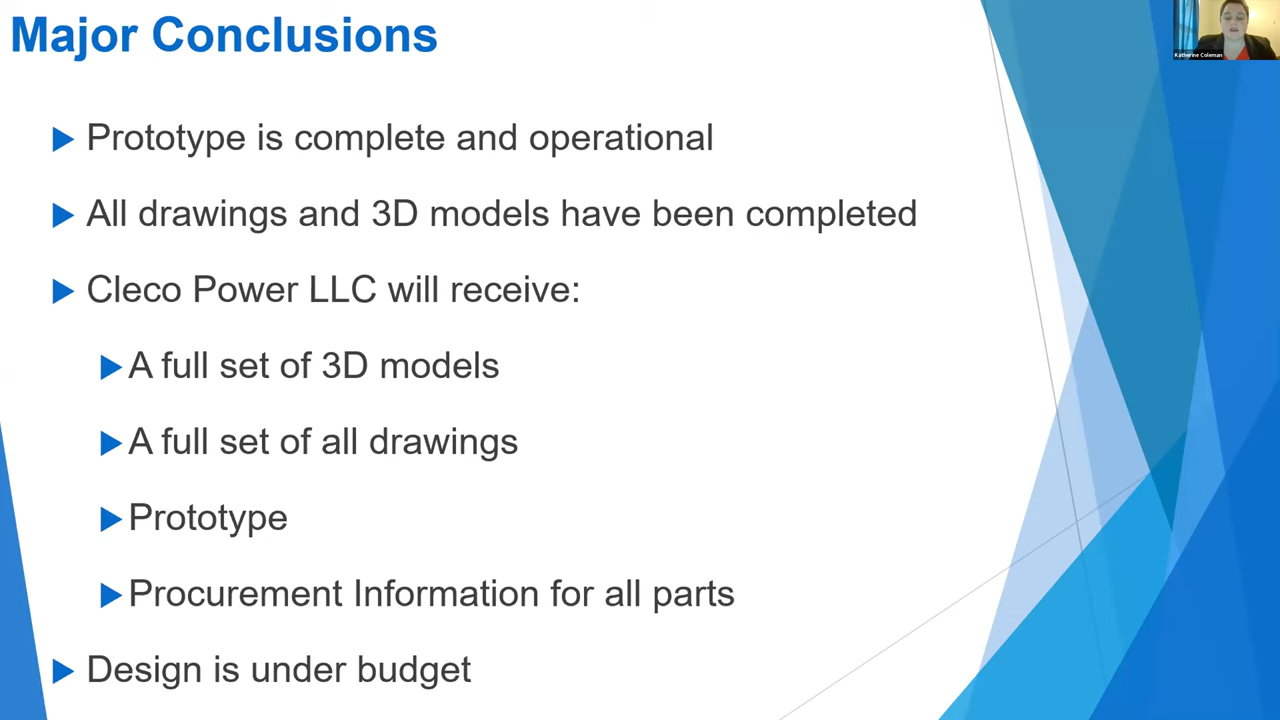 Major Conclusions
Katherine Coleman
Prototype is complete and operational
All drawings and 3D models have been completed
Cleco Power LLC will receive:
A full set of 3D models
A full set of all drawings
Prototype
Procurement Information for all parts
Design is under budget